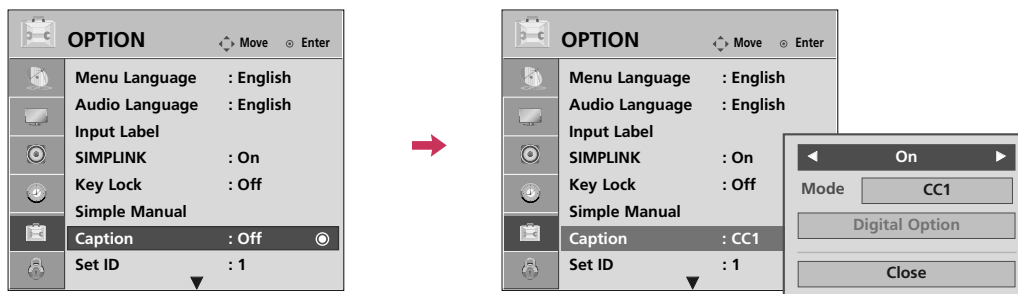 OPTION Move Enter
Menu Language : English
Audio Language : English
Input Label
SIMPLINK : On
Key Lock : Off
Simple Manual
Caption : Off
Set ID : 1
OPTION Move Enter
Menu Language : English
Audio Language : English
Input Label
SIMPLINK : On
Key Lock : Off
Simple Manual
Caption : CC1
Set ID : 1
On
Mode CC1
Digital Option
Close